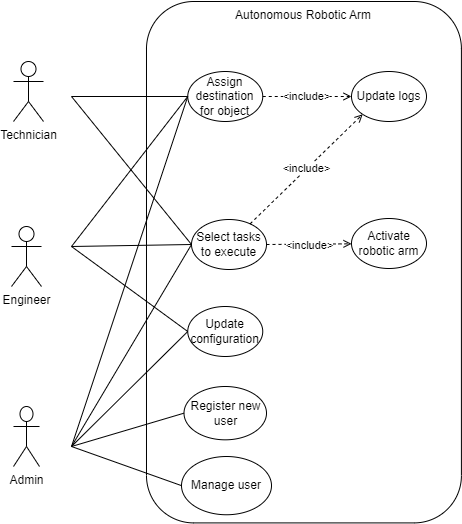 Autonomous Robotic Arm
Technician
Assign
destination
for object
<include>
Update logs
<include>
Engineer
Select tasks
to execute
<include>
Activate
robotic arm
Update
configuration
Register new
user
Admin
Manage user